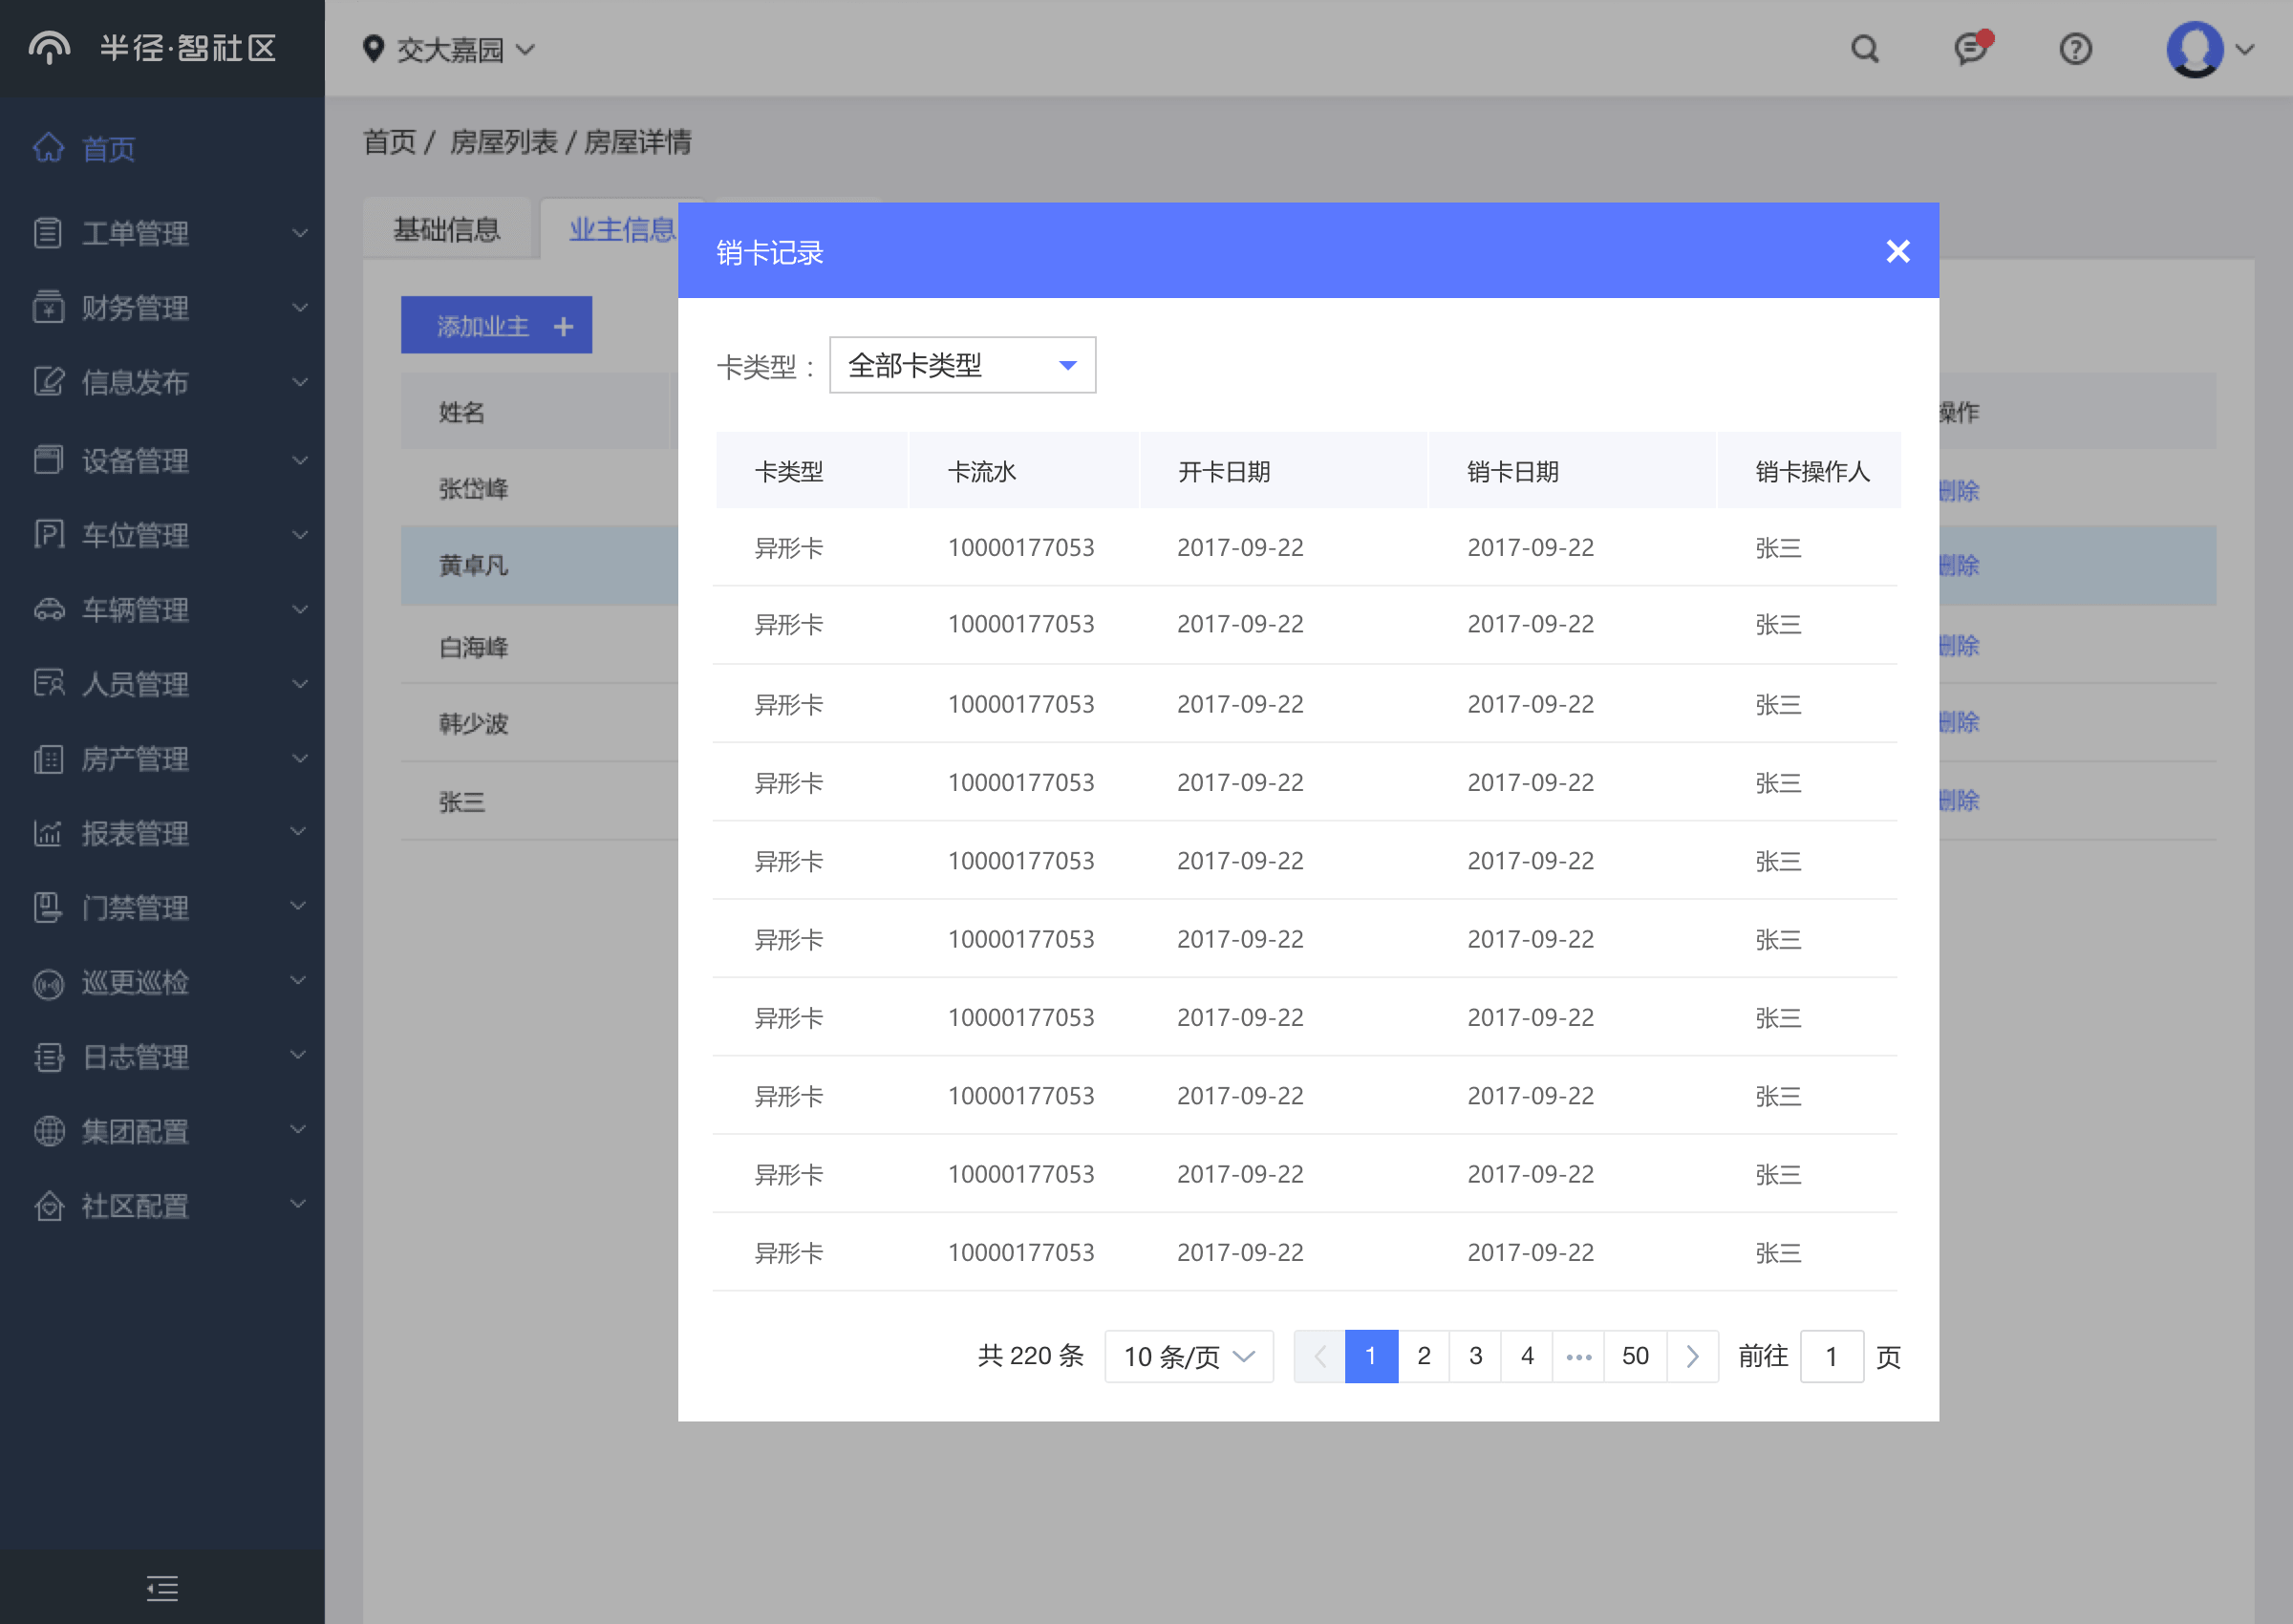 半径·智社区
交大嘉园
首页
工单管理
财务管理
信息发布
设备管理
车位管理
车辆管理
人员管理
房产管理
报表管理
门禁管理
巡更巡检
日志管理
集团配置
社区配置
首页 / 房屋列表 / 房屋详情
基础信息 业主信息
添加业主 +
姓名 操作
张岱峰 删除
黄卓凡 删除
白海峰 删除
韩少波 删除
张三 删除
销卡记录
卡类型： 全部卡类型
卡类型 卡流水 开卡日期 销卡日期 销卡操作人
异形卡 10000177053 2017-09-22 2017-09-22 张三
异形卡 10000177053 2017-09-22 2017-09-22 张三
异形卡 10000177053 2017-09-22 2017-09-22 张三
异形卡 10000177053 2017-09-22 2017-09-22 张三
异形卡 10000177053 2017-09-22 2017-09-22 张三
异形卡 10000177053 2017-09-22 2017-09-22 张三
异形卡 10000177053 2017-09-22 2017-09-22 张三
异形卡 10000177053 2017-09-22 2017-09-22 张三
异形卡 10000177053 2017-09-22 2017-09-22 张三
异形卡 10000177053 2017-09-22 2017-09-22 张三
共 220 条 10 条/页 1 2 3 4 ••• 50 前往 1 页